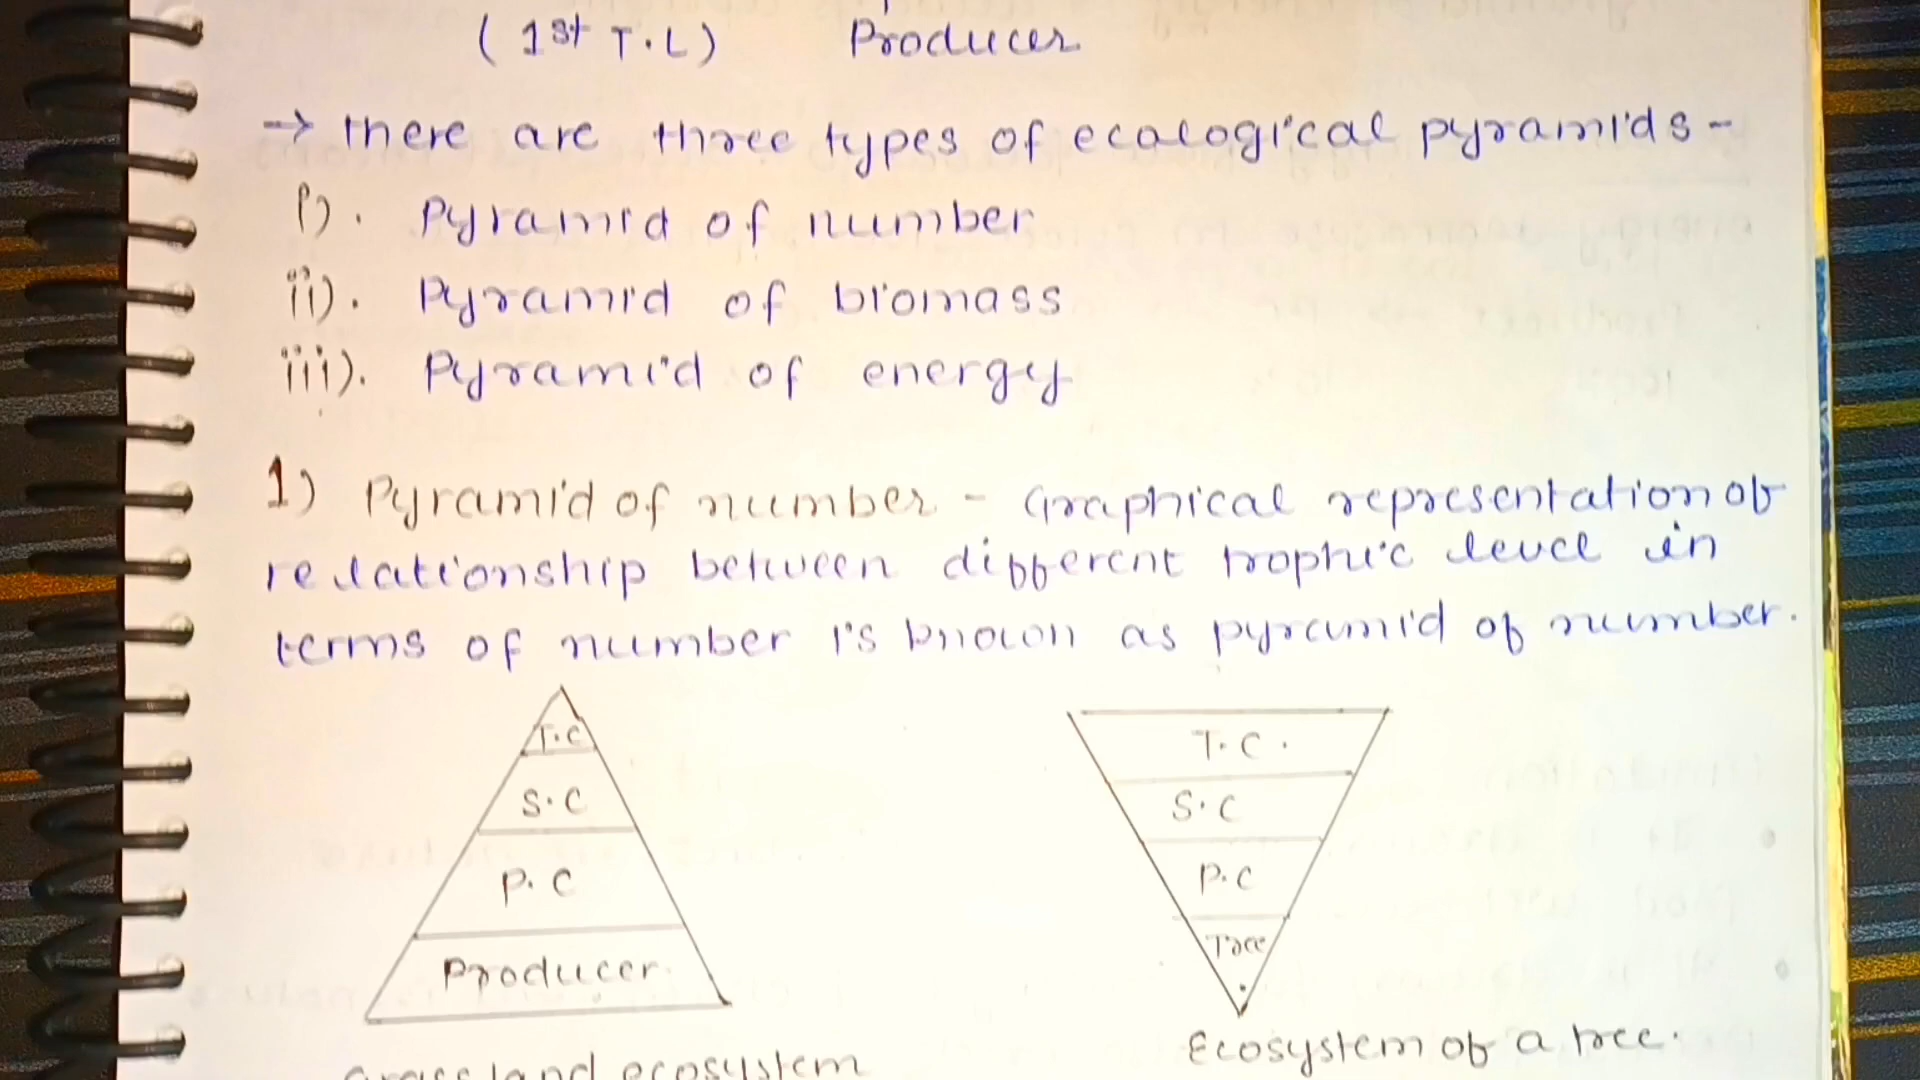 (1st T.L) Producer
→ there are three types of ecological pyramids -
i). Pyramid of number
ii). Pyramid of biomass
iii). Pyramid of energy
1) Pyramid of number - Graphical representation of
relationship between different trophic level in
terms of number is known as pyramid of number.
T.C
S.C
P.C
Producer
Grassland ecosystem
T.C.
S.C
P.C
Tree
Ecosystem of a tree.